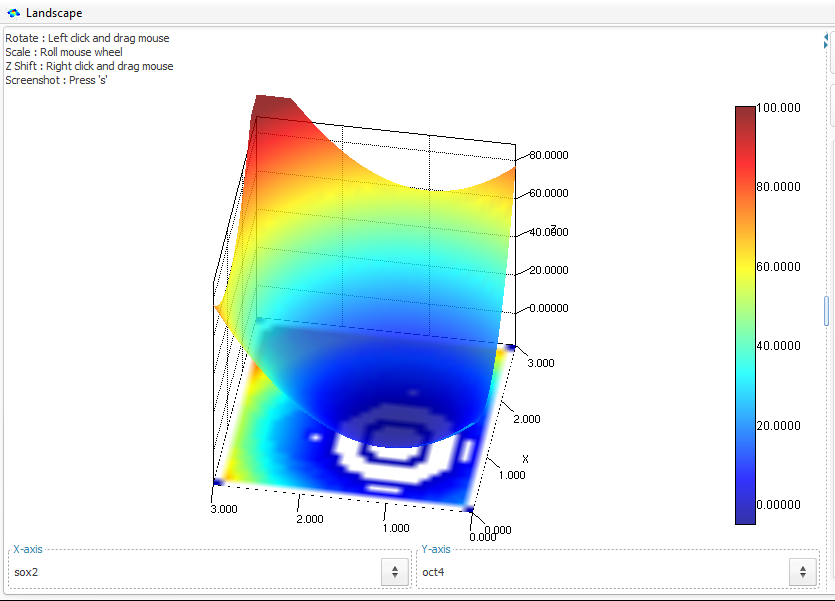 Landscape
Rotate : Left click and drag mouse
Scale : Roll mouse wheel
Z Shift : Right click and drag mouse
Screenshot : Press 's'
100.000
80.0000
60.0000
40.0000
20.0000
0.00000
80.0000
60.0000
40.0000
20.0000
0.00000
Z
3.000
2.000
X
1.000
0.000
3.000
2.000
1.000
0.000
X-axis
sox2
Y-axis
oct4